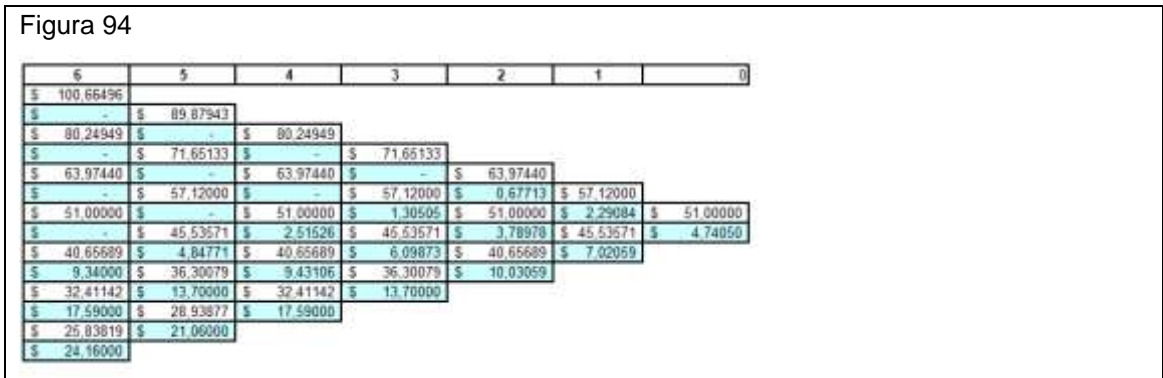 Figura 94
6 5 4 3 2 1 0
$ 100,66496
$ - $ 89,87943
$ 80,24949 $ - $ 80,24949
$ - $ 71,65133 $ - $ 71,65133
$ 63,97440 $ - $ 63,97440 $ - $ 63,97440
$ - $ 57,12000 $ - $ 57,12000 $ 0,67713 $ 57,12000
$ 51,00000 $ - $ 51,00000 $ 1,30505 $ 51,00000 $ 2,29084 $ 51,00000
$ - $ 45,53571 $ 2,51526 $ 45,53571 $ 3,78978 $ 45,53571 $ 4,74050
$ 40,65689 $ 4,84771 $ 40,65689 $ 6,09873 $ 40,65689 $ 7,02059
$ 9,34000 $ 36,30079 $ 9,43106 $ 36,30079 $ 10,03059
$ 32,41142 $ 13,70000 $ 32,41142 $ 13,70000
$ 17,59000 $ 28,93877 $ 17,59000
$ 25,83819 $ 21,06000
$ 24,16000